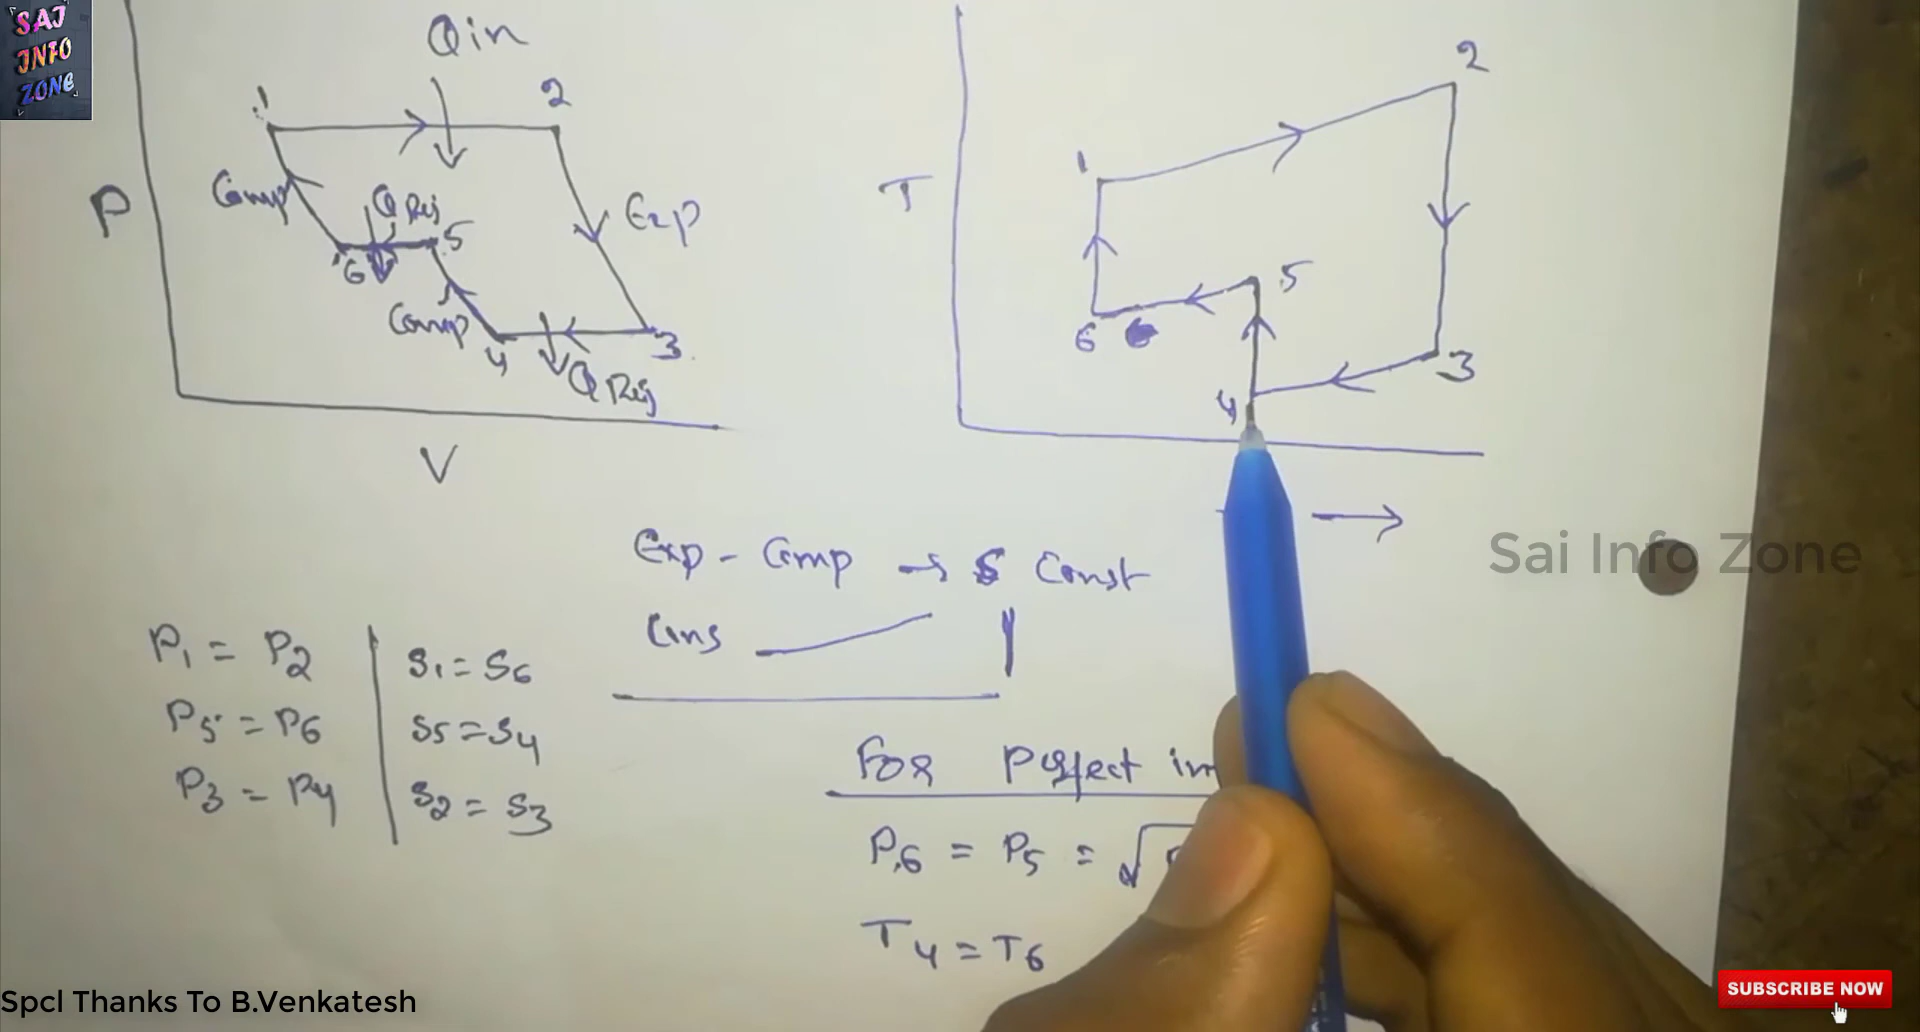 SAI
INFO
ZONE
Qin
1
2
P
Comp
Q Rej
5
6
Exp
Comp
4
3
Q Rej
V
T
1
2
5
6 6
3
4
Exp - Comp → S Const
Cons
P1 = P2
P5 = P6
P3 = P4
S1 = S6
S5 = S4
S2 = S3
For Perfect
P6 = P5 = √
T4 = T6
Sai Info Zone
Spcl Thanks To B.Venkatesh
SUBSCRIBE NOW